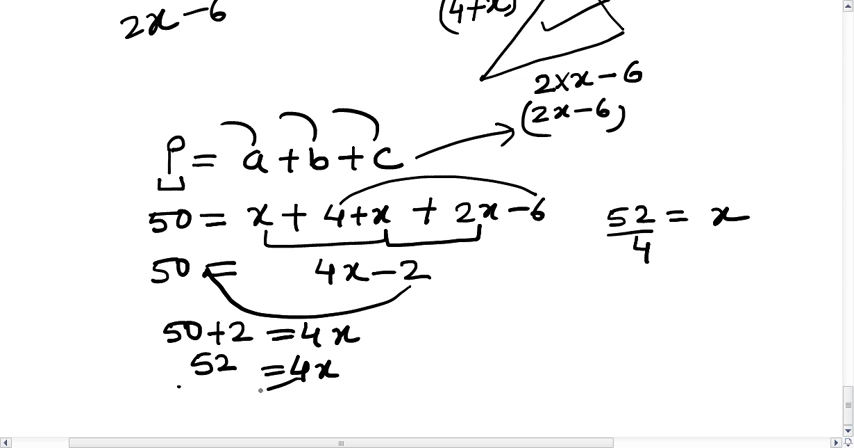 2x-6
(4+x)
2×x-6
(2x-6)
P = a+b+c
50 = x + 4+x + 2x-6
50 = 4x-2
50+2 = 4x
52 = 4x
52/4 = x